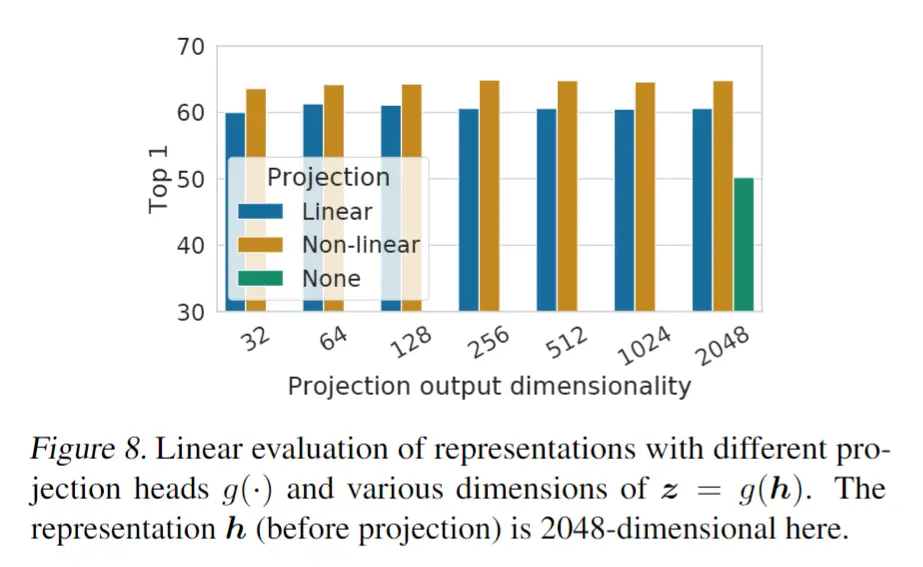 70
60
50
40
30
Top 1
Projection
Linear
Non-linear
None
32 64 128 256 512 1024 2048
Projection output dimensionality
Figure 8. Linear evaluation of representations with different pro-
jection heads g(·) and various dimensions of z = g(h). The
representation h (before projection) is 2048-dimensional here.